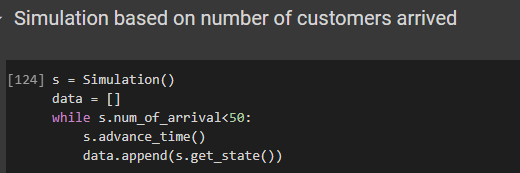 Simulation based on number of customers arrived
[124] s = Simulation()
data = []
while s.num_of_arrival<50:
s.advance_time()
data.append(s.get_state())